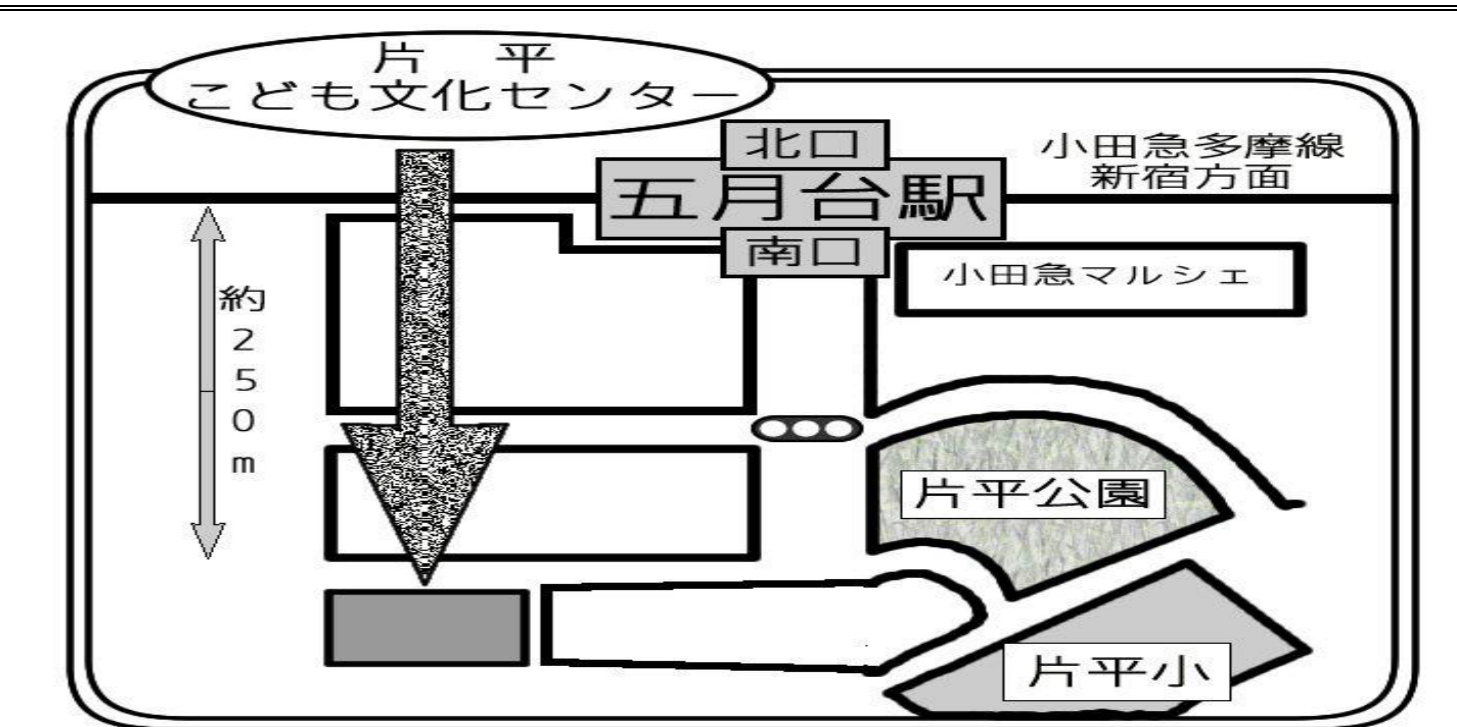 片　平
こども文化センター
北口
五月台駅
南口
小田急多摩線
新宿方面
小田急マルシェ
約250m
片平公園
片平小